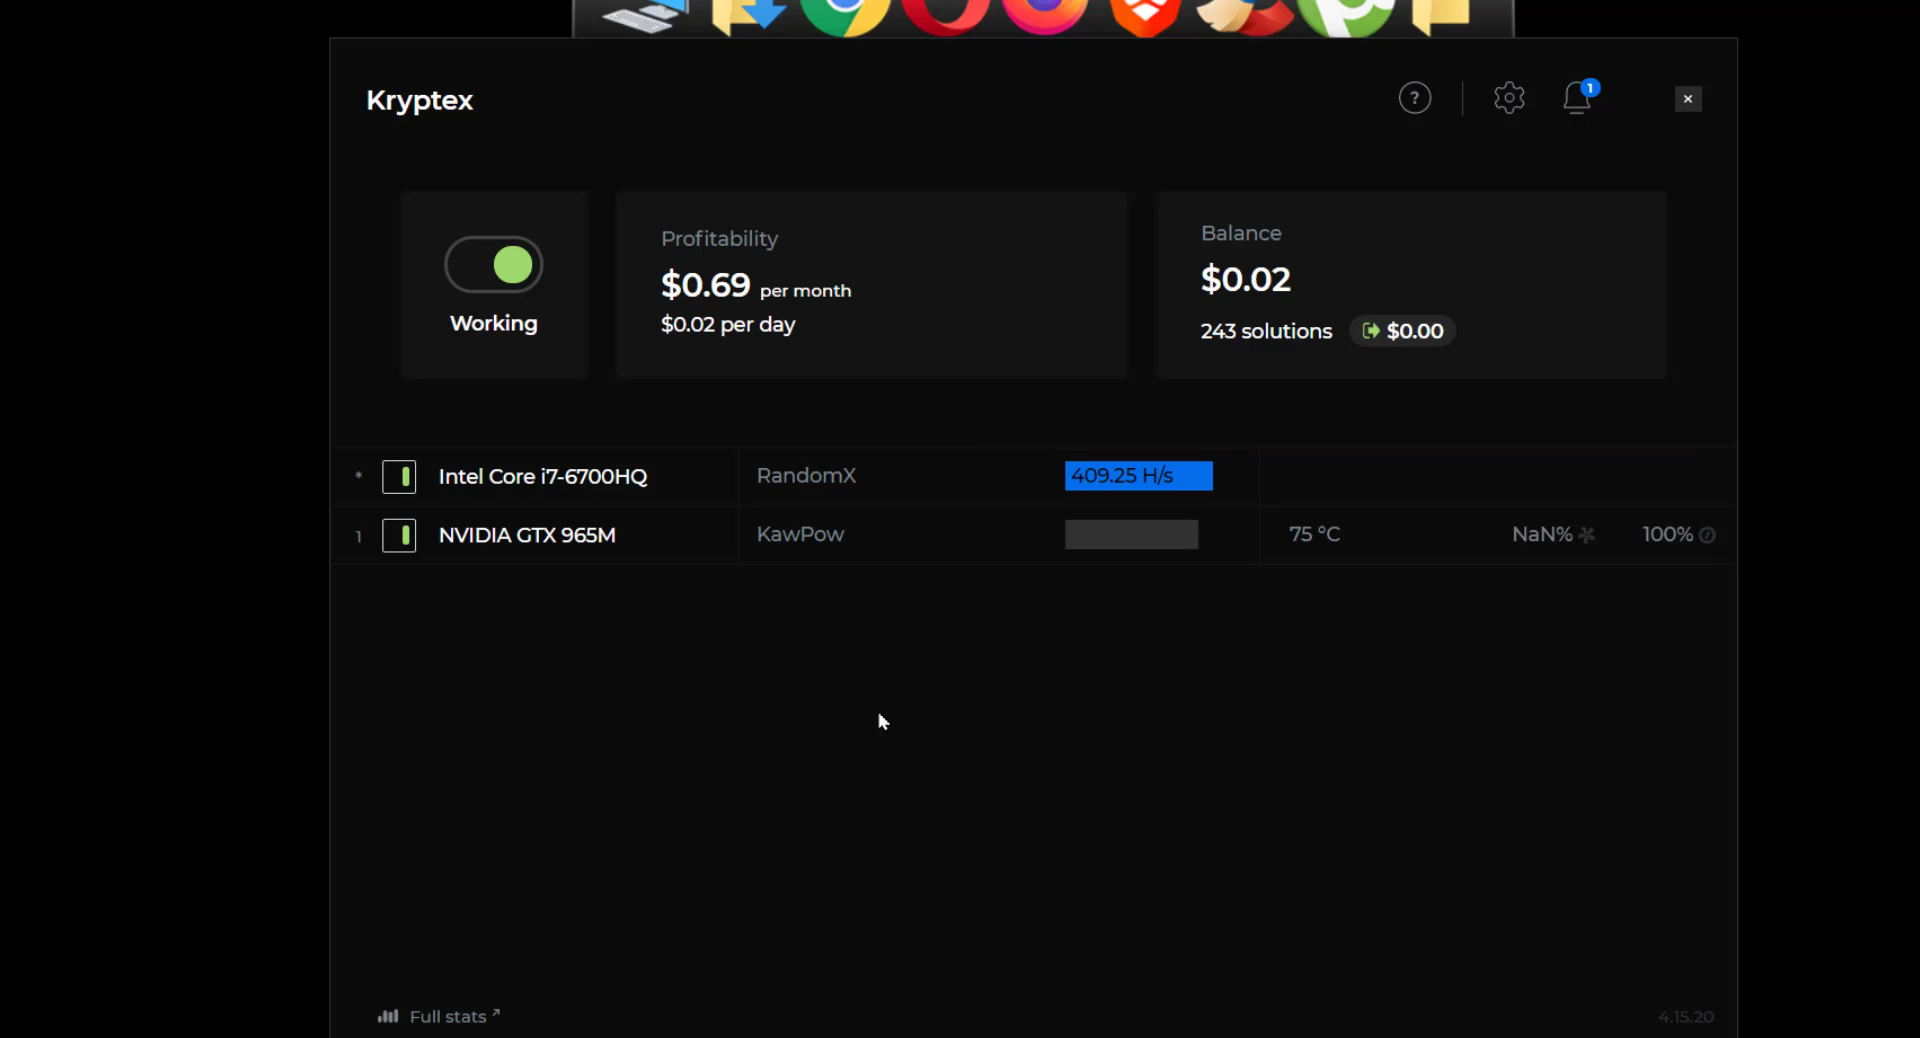 Kryptex
?
1
Working
Profitability
$0.69 per month
$0.02 per day
Balance
$0.02
243 solutions $0.00
* Intel Core i7-6700HQ RandomX 409.25 H/s
1 NVIDIA GTX 965M KawPow 75 °C NaN% 100%
Full stats ↗
4.15.20